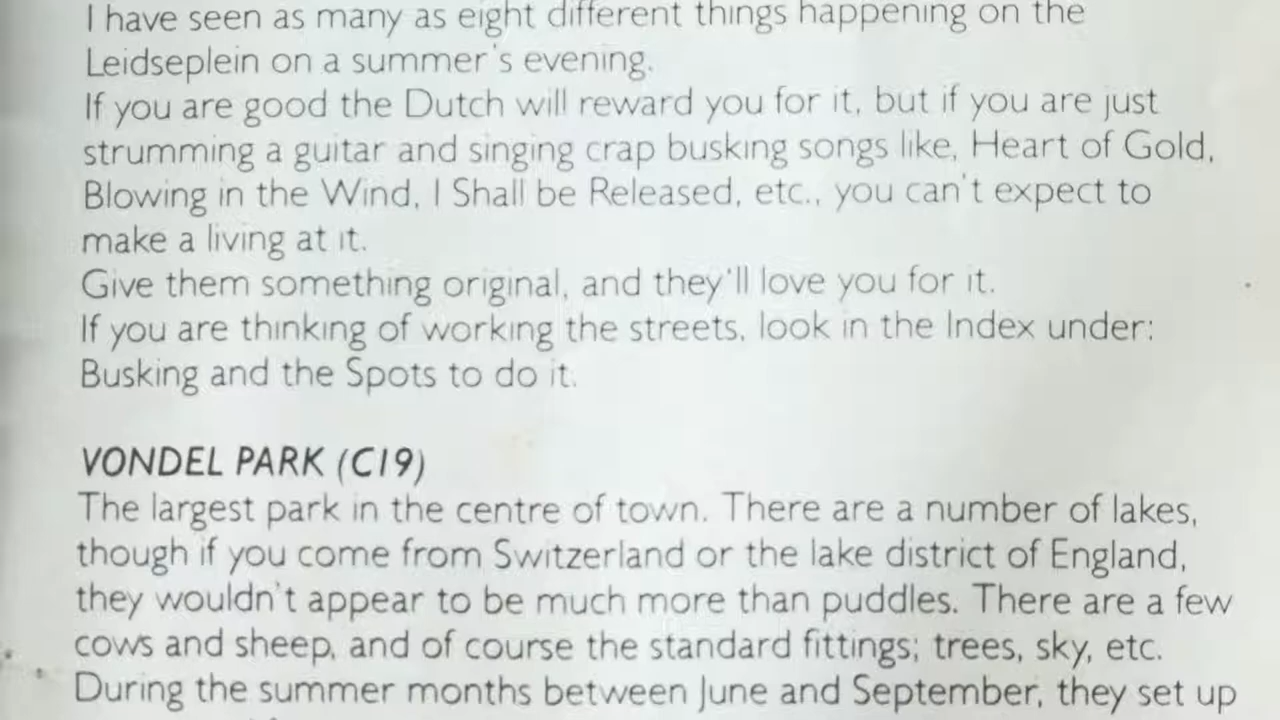 I have seen as many as eight different things happening on the
Leidseplein on a summer's evening.
If you are good the Dutch will reward you for it, but if you are just
strumming a guitar and singing crap busking songs like, Heart of Gold,
Blowing in the Wind, I Shall be Released, etc., you can't expect to
make a living at it.
Give them something original, and they'll love you for it.
If you are thinking of working the streets, look in the Index under:
Busking and the Spots to do it.
VONDEL PARK (C19)
The largest park in the centre of town. There are a number of lakes,
though if you come from Switzerland or the lake district of England,
they wouldn't appear to be much more than puddles. There are a few
cows and sheep, and of course the standard fittings; trees, sky, etc.
During the summer months between June and September, they set up